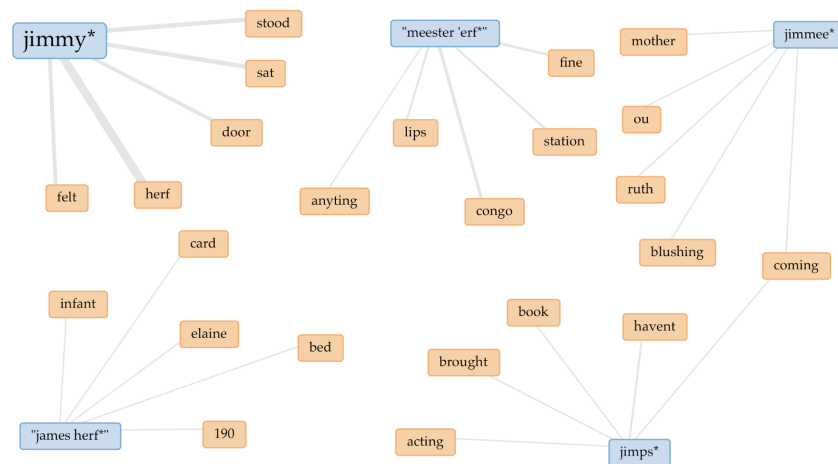 jimmy*
stood
sat
door
herf
felt
"meester 'erf*"
fine
lips
station
anyting
congo
jimmee*
mother
ou
ruth
blushing
coming
card
infant
elaine
bed
"james herf*"
190
book
havent
brought
acting
jimps*